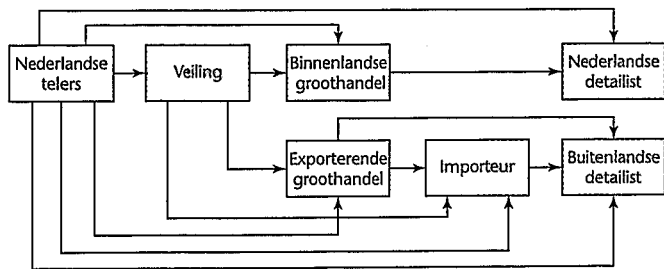 Nederlandse
telers
Veiling
Binnenlandse
groothandel
Nederlandse
detailist
Exporterende
groothandel
Importeur
Buitenlandse
detailist